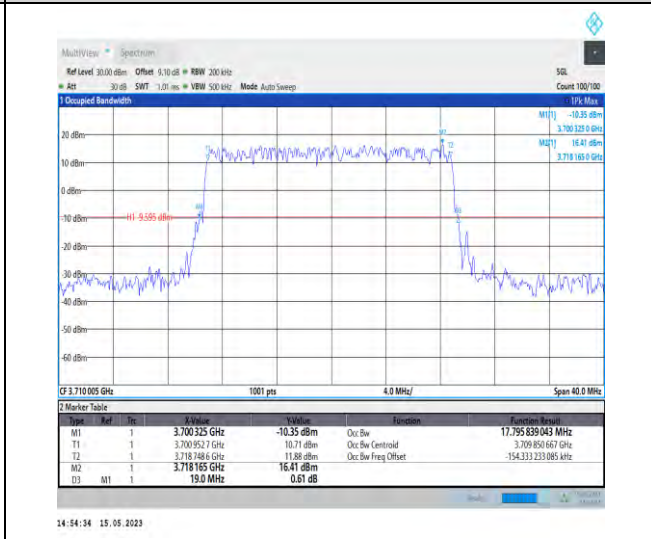 MultiView Spectrum
Ref Level 30.00 dBm Offset 9.10 dB RBW 200 kHz SGL
Att 30 dB SWT 1.01 ms VBW 500 kHz Mode Auto Sweep Count 100/100
1 Occupied Bandwidth 1Pk Max
M1[1] -10.35 dBm
3.700 325 0 GHz
M2[1] 16.41 dBm
3.718 165 0 GHz
20 dBm
10 dBm
0 dBm
-10 dBm H1 -9.595 dBm
-20 dBm
-30 dBm
-40 dBm
-50 dBm
-60 dBm
CF 3.710 005 GHz 1001 pts 4.0 MHz/ Span 40.0 MHz
2 Marker Table
Type Ref Trc X-Value Y-Value Function Function Result
M1 1 3.700 325 GHz -10.35 dBm Occ Bw 17.795 839 043 MHz
T1 1 3.700 952 7 GHz 10.71 dBm Occ Bw Centroid 3.709 850 667 GHz
T2 1 3.718 748 6 GHz 11.88 dBm Occ Bw Freq Offset -154.333 233 085 kHz
M2 1 3.718 165 GHz 16.41 dBm
D3 M1 1 19.0 MHz 0.61 dB
14:54:34 15.05.2023